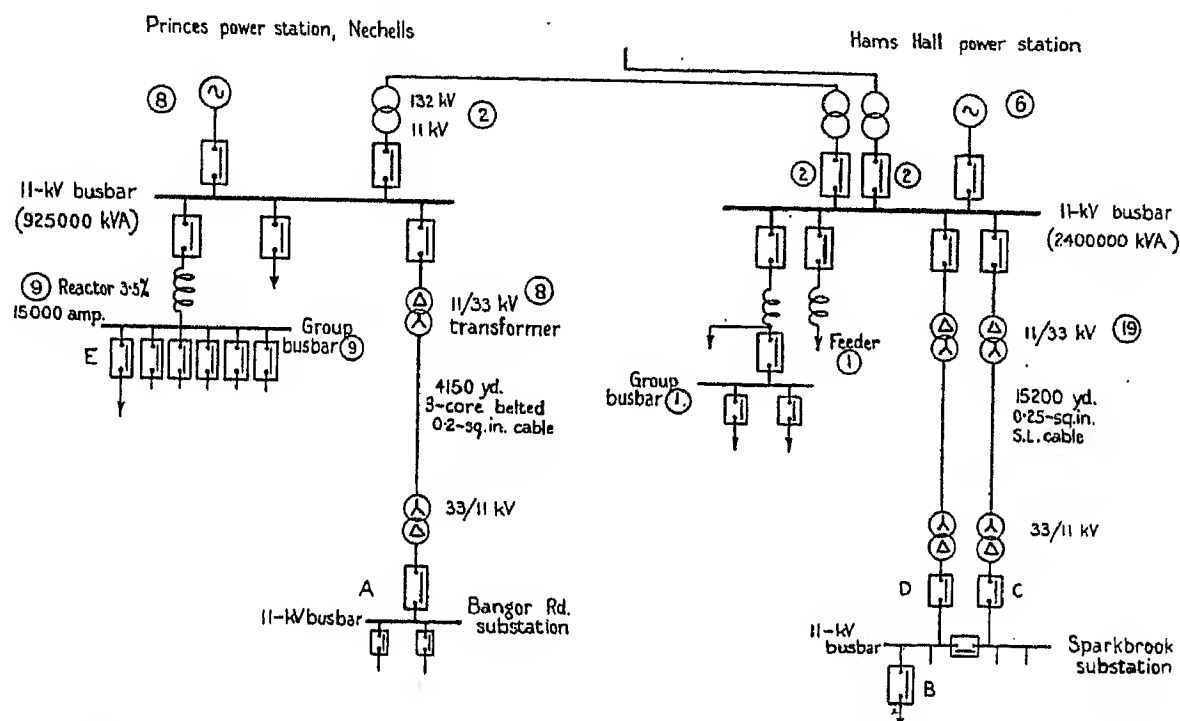 Princes power station, Nechells
Hams Hall power station
8
132 kV
11 kV
2
2
2
6
11-kV busbar
(925000 kVA)
11-kV busbar
(2400000 kVA)
9 Reactor 3·5%
15000 amp.
Group
busbar 9
E
11/33 kV
transformer
8
4150 yd.
3-core belted
0·2-sq.in. cable
33/11 kV
A
11-kV busbar
Bangor Rd.
substation
Feeder
1
Group
busbar 1
11/33 kV
19
15200 yd.
0·25-sq.in.
S.L. cable
33/11 kV
D
C
11-kV
busbar
Sparkbrook
substation
B